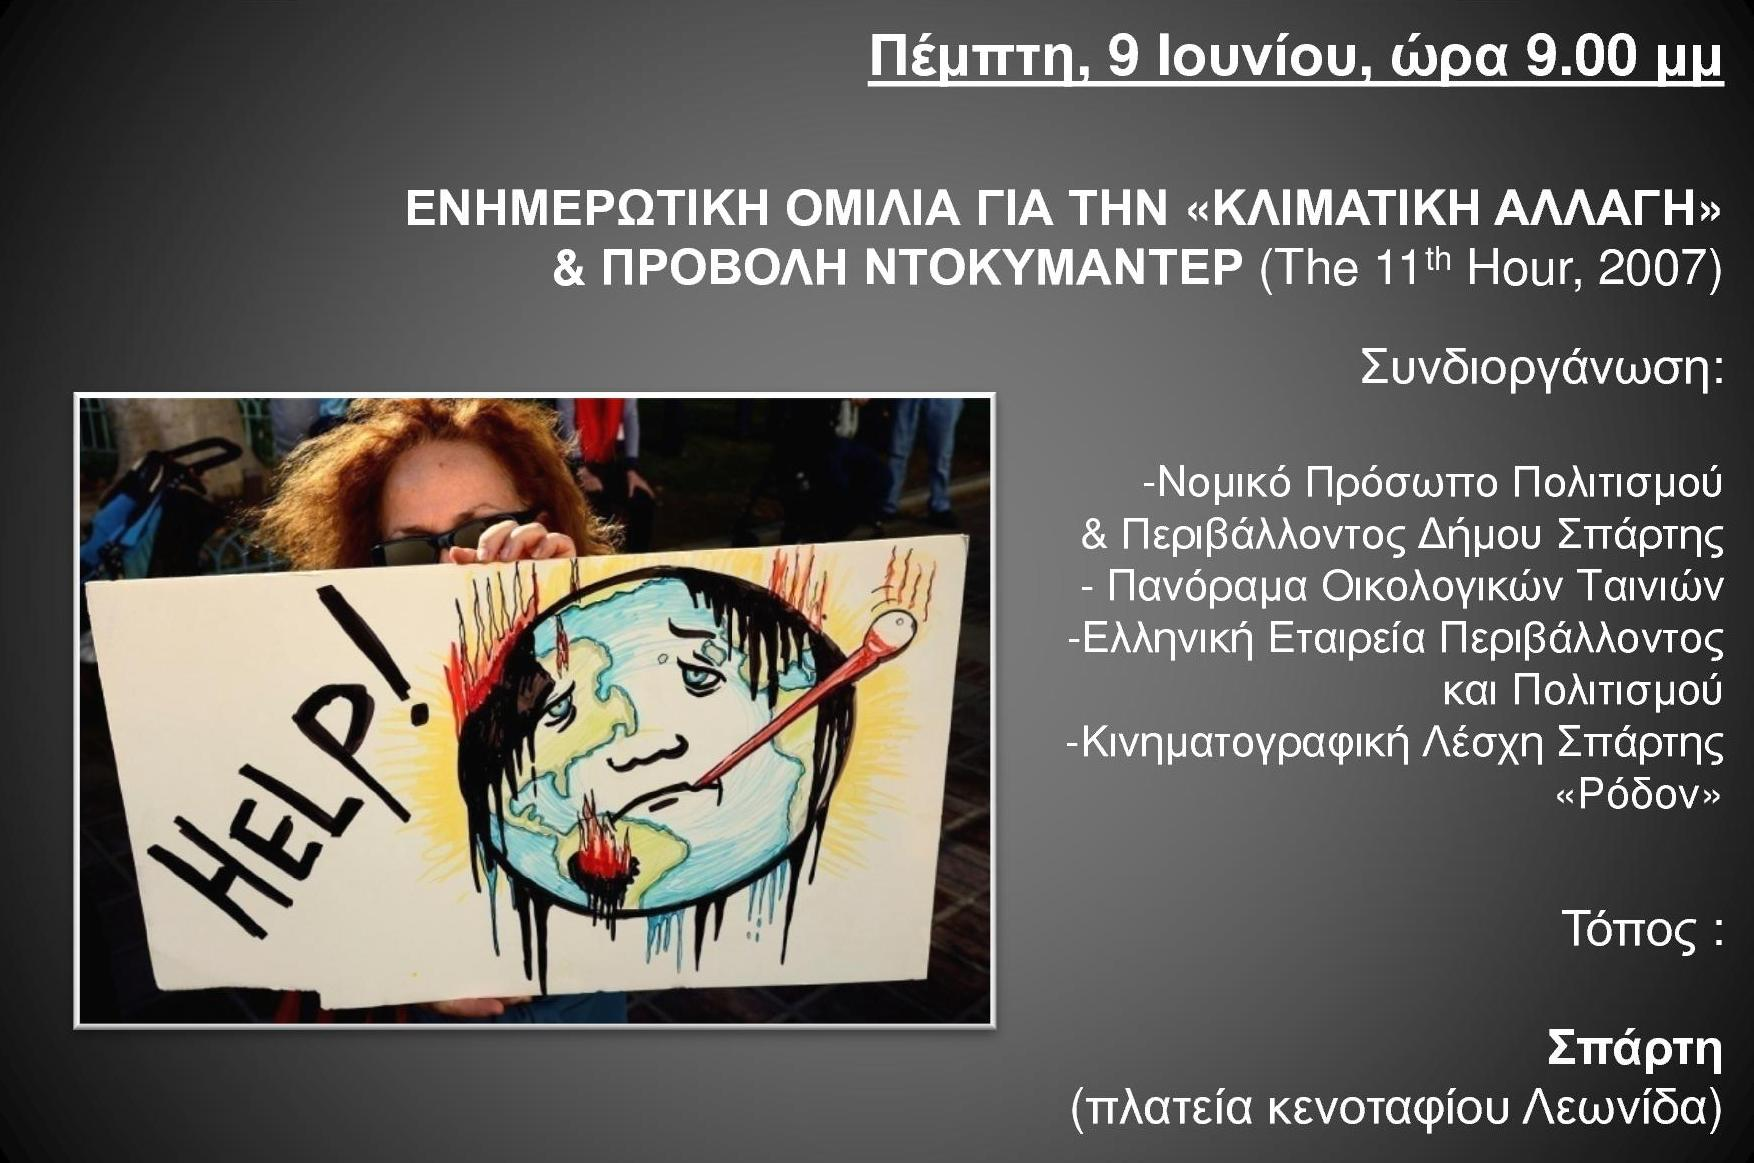 Πέμπτη, 9 Ιουνίου, ώρα 9.00 μμ
ΕΝΗΜΕΡΩΤΙΚΗ ΟΜΙΛΙΑ ΓΙΑ ΤΗΝ «ΚΛΙΜΑΤΙΚΗ ΑΛΛΑΓΗ»
& ΠΡΟΒΟΛΗ ΝΤΟΚΥΜΑΝΤΕΡ (The 11th Hour, 2007)
Συνδιοργάνωση:
-Νομικό Πρόσωπο Πολιτισμού
& Περιβάλλοντος Δήμου Σπάρτης
- Πανόραμα Οικολογικών Ταινιών
-Ελληνική Εταιρεία Περιβάλλοντος
και Πολιτισμού
-Κινηματογραφική Λέσχη Σπάρτης
«Ρόδον»
Τόπος :
Σπάρτη
(πλατεία κενοταφίου Λεωνίδα)
HELP!